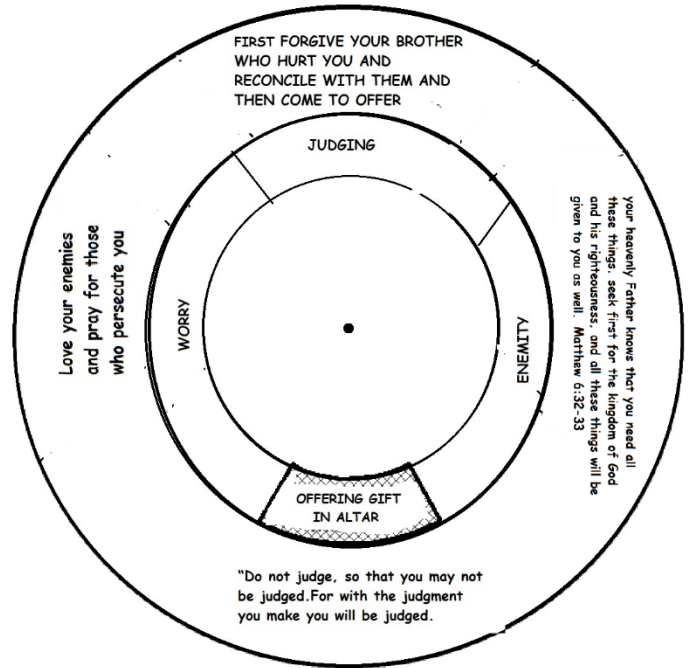 FIRST FORGIVE YOUR BROTHER
WHO HURT YOU AND
RECONCILE WITH THEM AND
THEN COME TO OFFER
JUDGING
Love your enemies
and pray for those
who persecute you
WORRY
ENEMITY
your heavenly Father knows that you need all
these things. seek first for the kingdom of God
and his righteousness, and all these things will be
given to you as well.  Matthew 6:32-33
OFFERING GIFT
IN ALTAR
"Do not judge, so that you may not
be judged.For with the judgment
you make you will be judged.